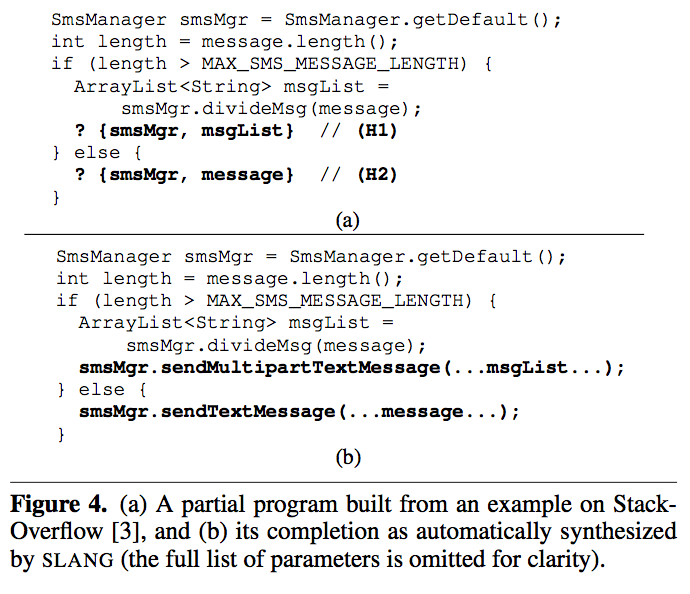 SmsManager smsMgr = SmsManager.getDefault();
int length = message.length();
if (length > MAX_SMS_MESSAGE_LENGTH) {
  ArrayList<String> msgList =
      smsMgr.divideMsg(message);
  ? {smsMgr, msgList}  // (H1)
} else {
  ? {smsMgr, message}  // (H2)
}
(a)
SmsManager smsMgr = SmsManager.getDefault();
int length = message.length();
if (length > MAX_SMS_MESSAGE_LENGTH) {
  ArrayList<String> msgList =
      smsMgr.divideMsg(message);
  smsMgr.sendMultipartTextMessage(...msgList...);
} else {
  smsMgr.sendTextMessage(...message...);
}
(b)
Figure 4. (a) A partial program built from an example on Stack-
Overflow [3], and (b) its completion as automatically synthesized
by SLANG (the full list of parameters is omitted for clarity).